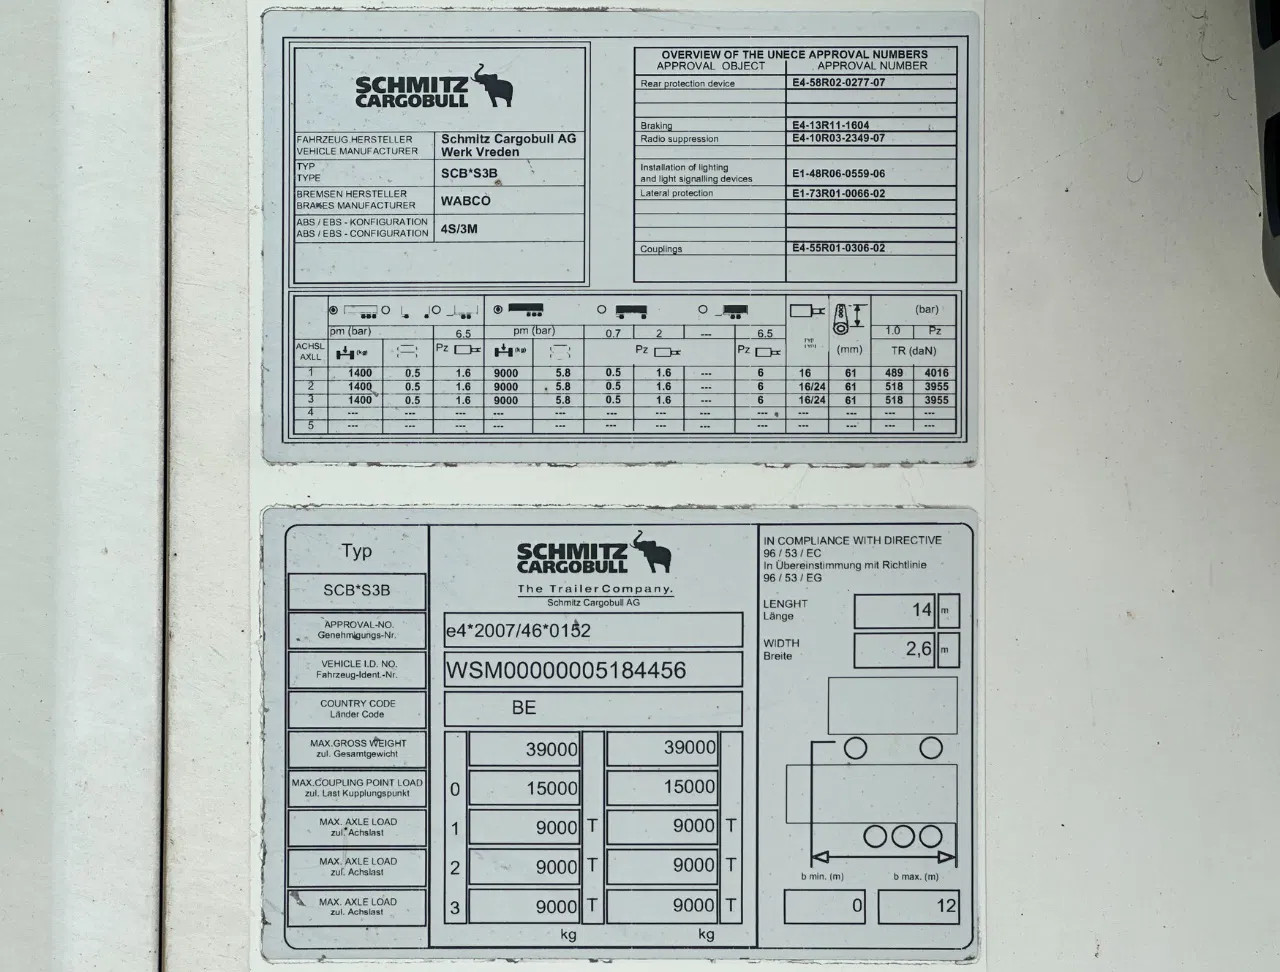 SCHMITZ
CARGOBULL
FAHRZEUG HERSTELLER
VEHICLE MANUFACTURER
Schmitz Cargobull AG
Werk Vreden
TYP
TYPE
SCB*S3B
BREMSEN HERSTELLER
BRAKES MANUFACTURER
WABCO
ABS / EBS - KONFIGURATION
ABS / EBS - CONFIGURATION
4S/3M
OVERVIEW OF THE UNECE APPROVAL NUMBERS
APPROVAL OBJECT APPROVAL NUMBER
Rear protection device E4-58R02-0277-07
Braking E4-13R11-1604
Radio suppression E4-10R03-2349-07
Installation of lighting
and light signalling devices E1-48R06-0559-06
Lateral protection E1-73R01-0066-02
Couplings E4-55R01-0306-02
(bar)
pm (bar) 6.5 pm (bar) 0.7 2 --- 6.5 1.0 Pz
ACHSL
AXLL
(kg) Pz (kg) Pz Pz (mm) TR (daN)
1 1400 0.5 1.6 9000 5.8 0.5 1.6 --- 6 16 61 489 4016
2 1400 0.5 1.6 9000 5.8 0.5 1.6 --- 6 16/24 61 518 3955
3 1400 0.5 1.6 9000 5.8 0.5 1.6 --- 6 16/24 61 518 3955
4 --- --- --- --- --- --- --- --- --- --- --- --- ---
5 --- --- --- --- --- --- --- --- --- --- --- --- ---
Typ
SCB*S3B
SCHMITZ
CARGOBULL
The Trailer Company.
Schmitz Cargobull AG
APPROVAL-NO.
Genehmigungs-Nr.
e4*2007/46*0152
VEHICLE I.D. NO.
Fahrzeug-Ident.-Nr.
WSM00000005184456
COUNTRY CODE
Länder Code
BE
MAX.GROSS WEIGHT
zul. Gesamtgewicht
39000 39000
MAX.COUPLING POINT LOAD
zul. Last Kupplungspunkt
0 15000 15000
MAX. AXLE LOAD
zul. Achslast
1 9000 T 9000 T
MAX. AXLE LOAD
zul. Achslast
2 9000 T 9000 T
MAX. AXLE LOAD
zul. Achslast
3 9000 T 9000 T
kg kg
IN COMPLIANCE WITH DIRECTIVE
96 / 53 / EC
In Übereinstimmung mit Richtlinie
96 / 53 / EG
LENGHT
Länge
14 m
WIDTH
Breite
2,6 m
b min. (m) b max. (m)
0 12